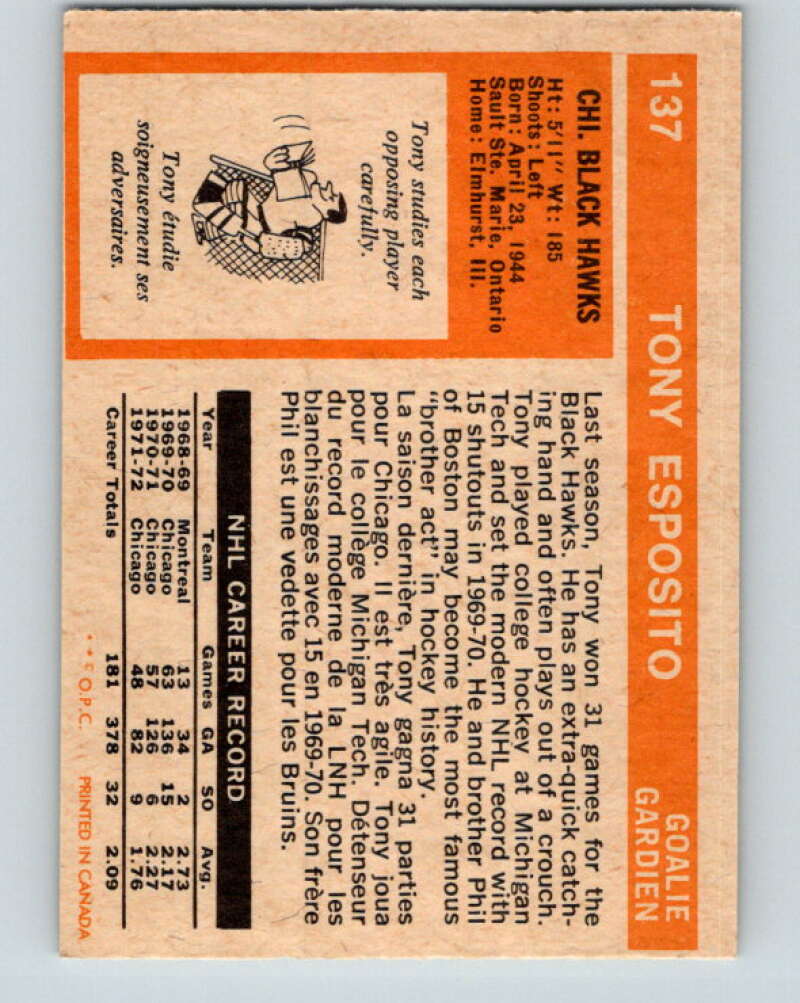 137 TONY ESPOSITO GOALIE
GARDIEN
CHI. BLACK HAWKS
Ht: 5'11" Wt: 185
Shoots: Left
Born: April 23, 1944
Sault Ste. Marie, Ontario
Home: Elmhurst, Ill.
Tony studies each
opposing player
carefully.
Tony étudie
soigneusement ses
adversaires.
Last season, Tony won 31 games for the
Black Hawks. He has an extra-quick catch-
ing hand and often plays out of a crouch.
Tony played college hockey at Michigan
Tech and set the modern NHL record with
15 shutouts in 1969-70. He and brother Phil
of Boston may become the most famous
"brother act" in hockey history.
La saison dernière, Tony gagna 31 parties
pour Chicago. Il est très agile. Tony joua
pour le collège Michigan Tech. Détenseur
du record moderne de la LNH pour les
blanchissages avec 15 en 1969-70. Son frère
Phil est une vedette pour les Bruins.
NHL CAREER RECORD
Year Team Games GA SO Avg.
1968-69 Montreal 13 34 2 2.73
1969-70 Chicago 63 136 15 2.17
1970-71 Chicago 57 126 6 2.27
1971-72 Chicago 48 82 9 1.76
Career Totals 181 378 32 2.09
* * © O.P.C. PRINTED IN CANADA